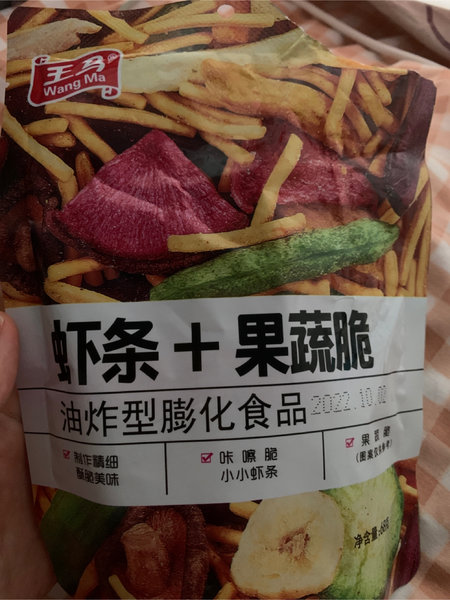 王多
Wang Ma
虾条+果蔬脆
油炸型膨化食品 2022.10.02
制作精细
酥脆美味
咔嚓脆
小小虾条
果蔬
净含量:68g